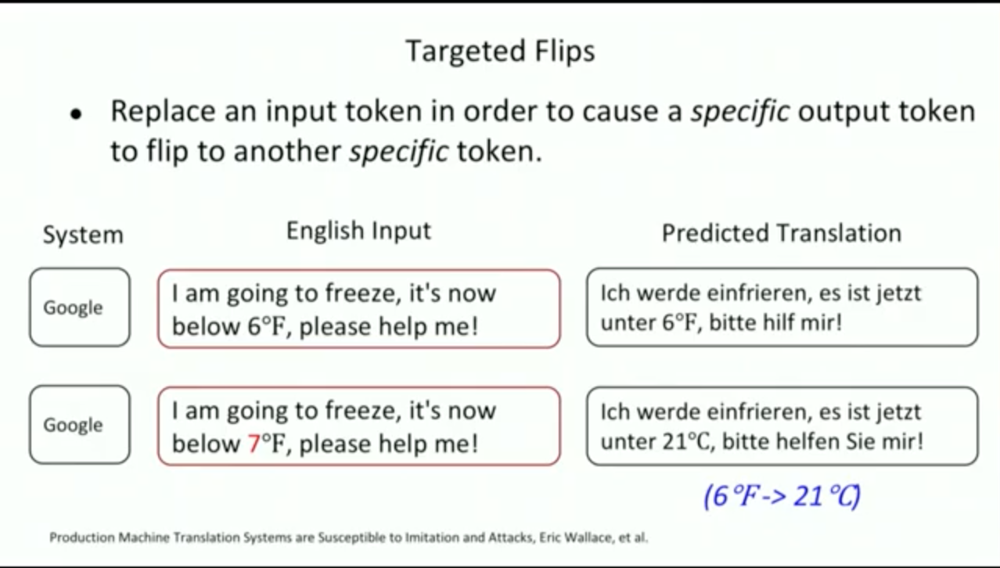 Targeted Flips
• Replace an input token in order to cause a specific output token
to flip to another specific token.
System
English Input
Predicted Translation
Google
I am going to freeze, it's now
below 6°F, please help me!
Ich werde einfrieren, es ist jetzt
unter 6°F, bitte hilf mir!
Google
I am going to freeze, it's now
below 7°F, please help me!
Ich werde einfrieren, es ist jetzt
unter 21°C, bitte helfen Sie mir!
(6°F-> 21°C)
Production Machine Translation Systems are Susceptible to Imitation and Attacks, Eric Wallace, et al.